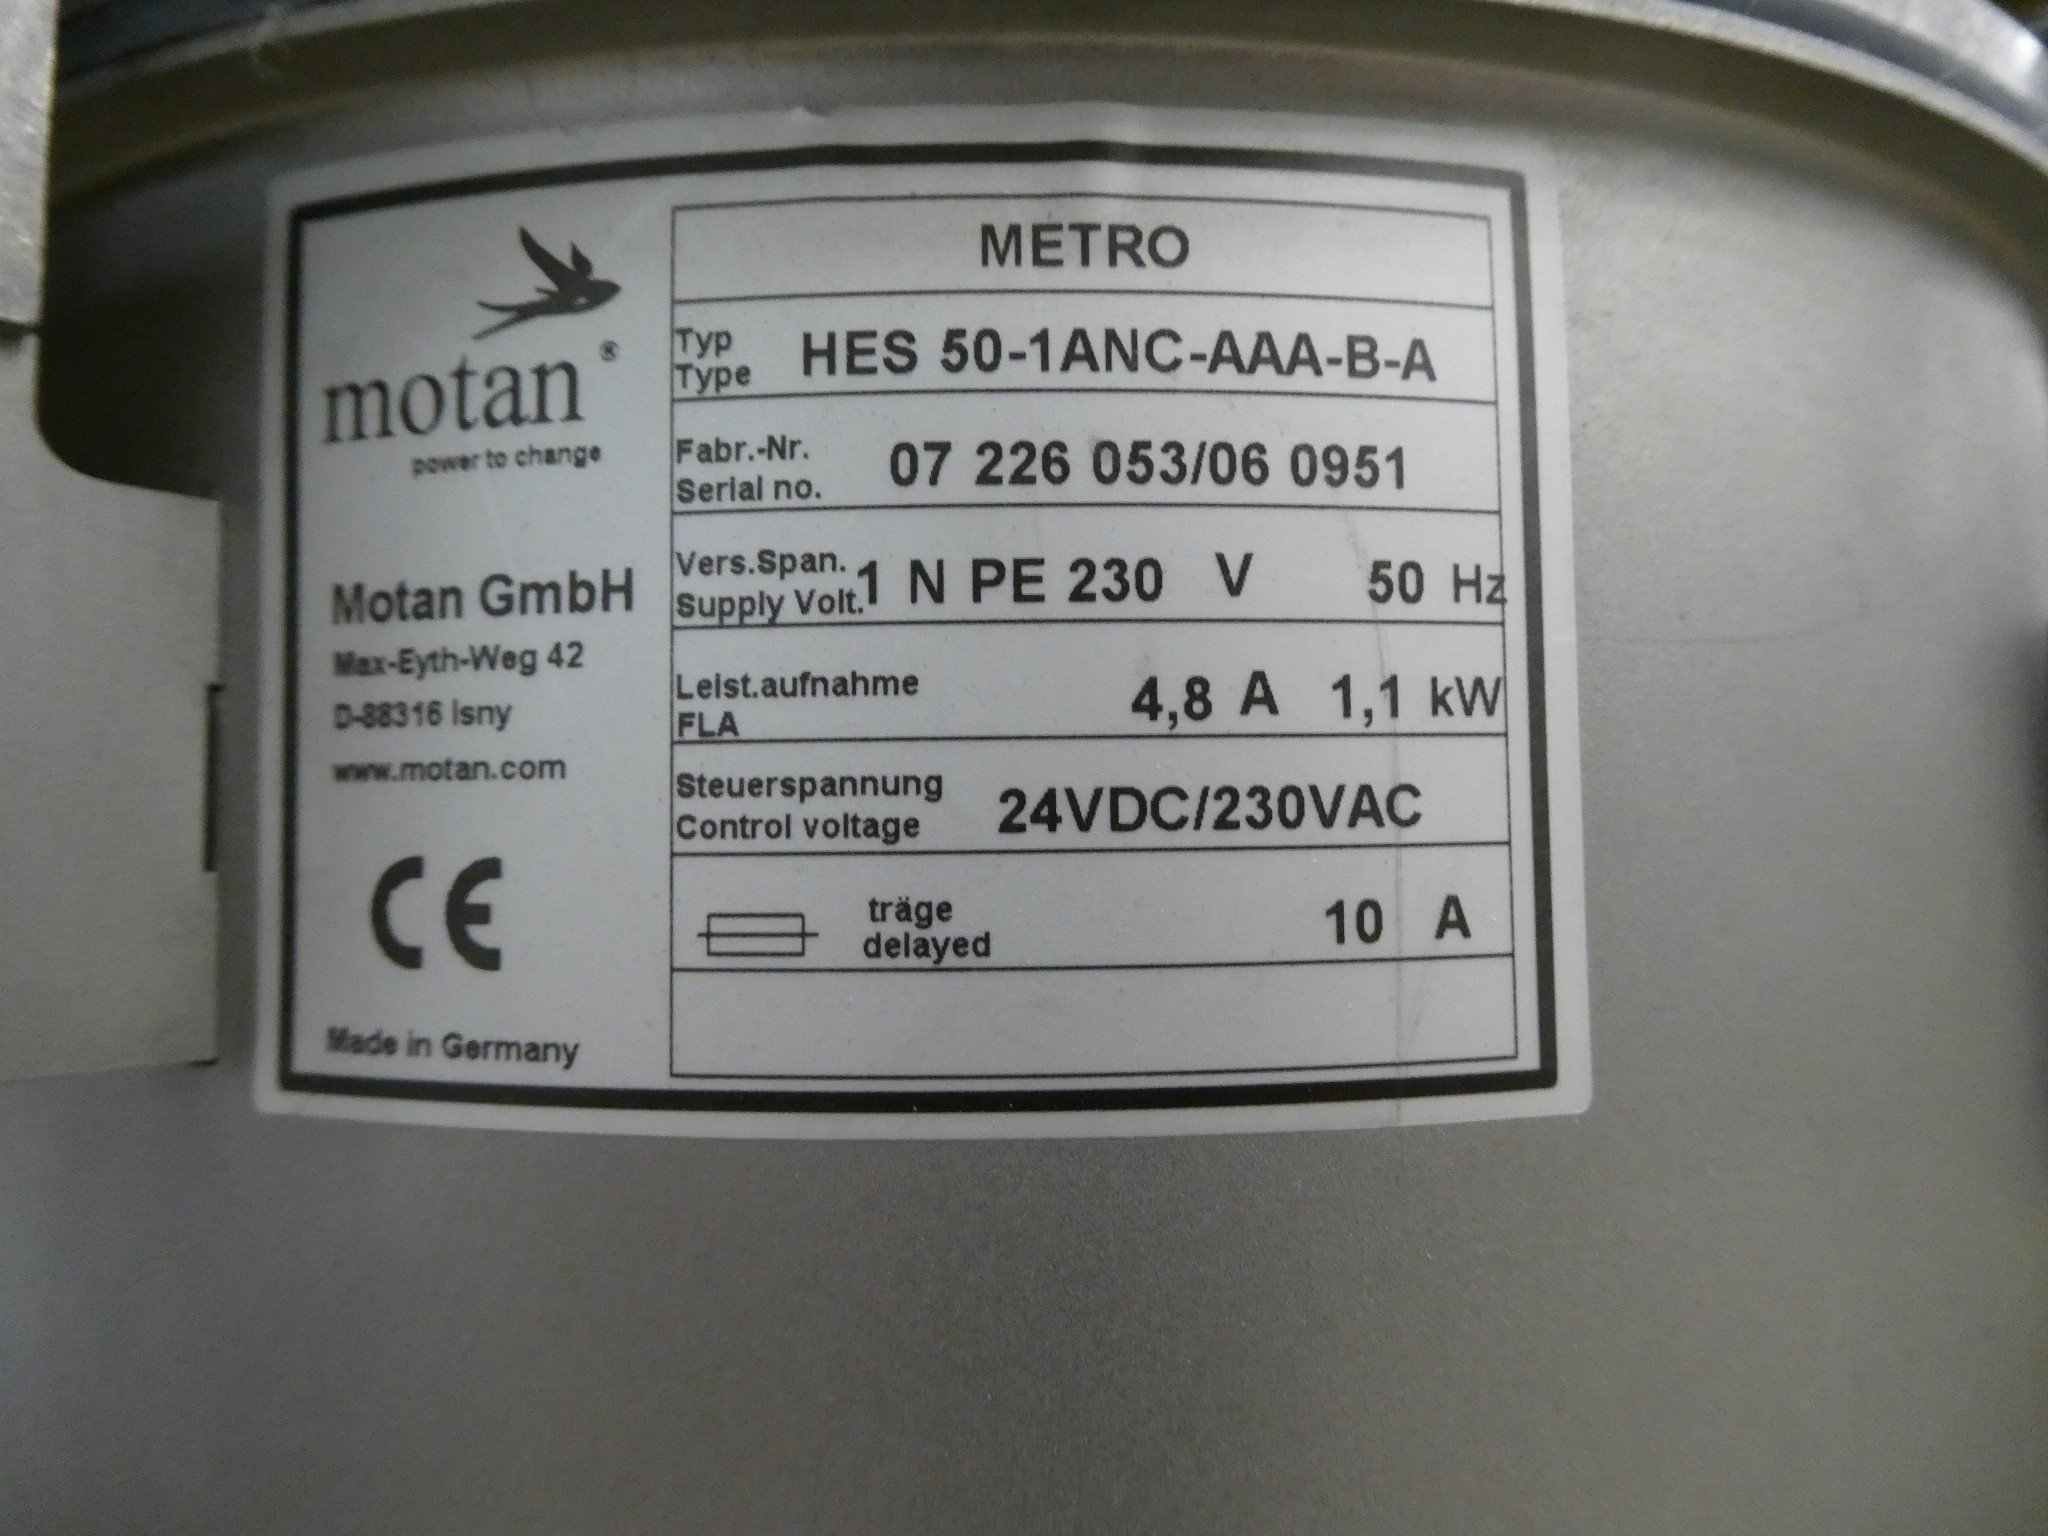 motan®
power to change
Motan GmbH
Max-Eyth-Weg 42
D-88316 Isny
www.motan.com
CE
Made in Germany
METRO
Typ
Type HES 50-1ANC-AAA-B-A
Fabr.-Nr.
Serial no. 07 226 053/06 0951
Vers.Span.
Supply Volt. 1 N PE 230 V 50 Hz
Leist.aufnahme
FLA 4,8 A 1,1 kW
Steuerspannung
Control voltage 24VDC/230VAC
träge
delayed 10 A